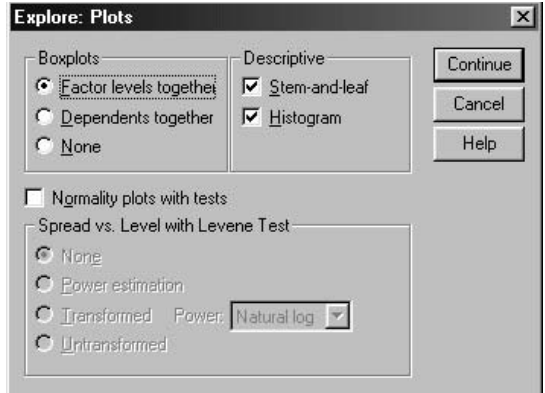 Explore: Plots
Boxplots
Factor levels together
Dependents together
None
Descriptive
Stem-and-leaf
Histogram
Continue
Cancel
Help
Normality plots with tests
Spread vs. Level with Levene Test
None
Power estimation
Transformed Power: Natural log
Untransformed